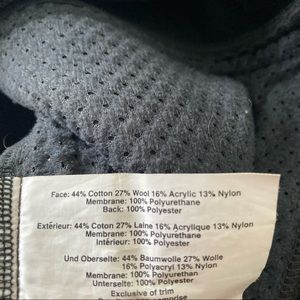 Face: 44% Cotton 27% Wool 16% Acrylic 13% Nylon
Membrane: 100% Polyurethane
Back: 100% Polyester
Extérieur: 44% Coton 27% Laine 16% Acrylique 13% Nylon
Membrane: 100% Polyuréthane
Intérieur: 100% Polyester
Und Oberseite: 44% Baumwolle 27% Wolle
16% Polyacryl 13% Nylon
Membran: 100% Polyurethan
Unterseite: 100% Polyester
Exclusive of trim